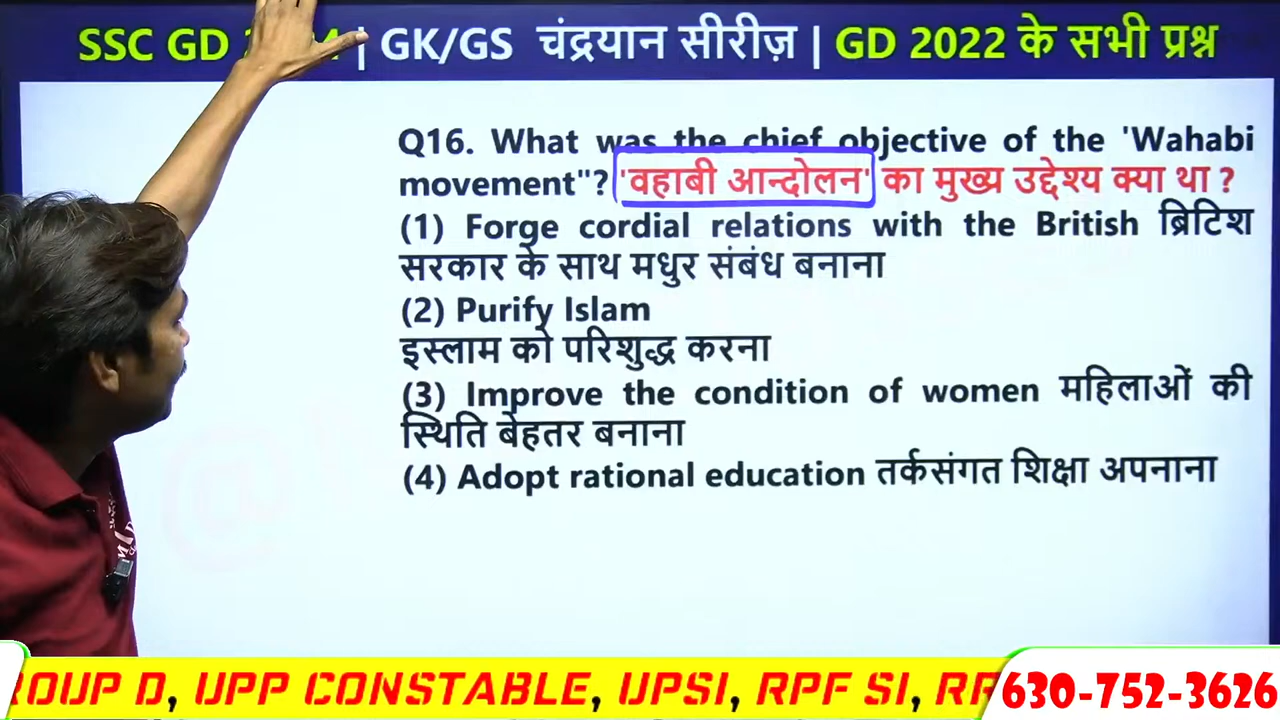 SSC GD | GK/GS चंद्रयान सीरीज़ | GD 2022 के सभी प्रश्न
Q16. What was the chief objective of the 'Wahabi
movement"? 'वहाबी आन्दोलन' का मुख्य उद्देश्य क्या था ?
(1) Forge cordial relations with the British ब्रिटिश
सरकार के साथ मधुर संबंध बनाना
(2) Purify Islam
इस्लाम को परिशुद्ध करना
(3) Improve the condition of women महिलाओं की
स्थिति बेहतर बनाना
(4) Adopt rational education तर्कसंगत शिक्षा अपनाना
ROUP D, UPP CONSTABLE, UPSI, RPF SI, RP
630-752-3626